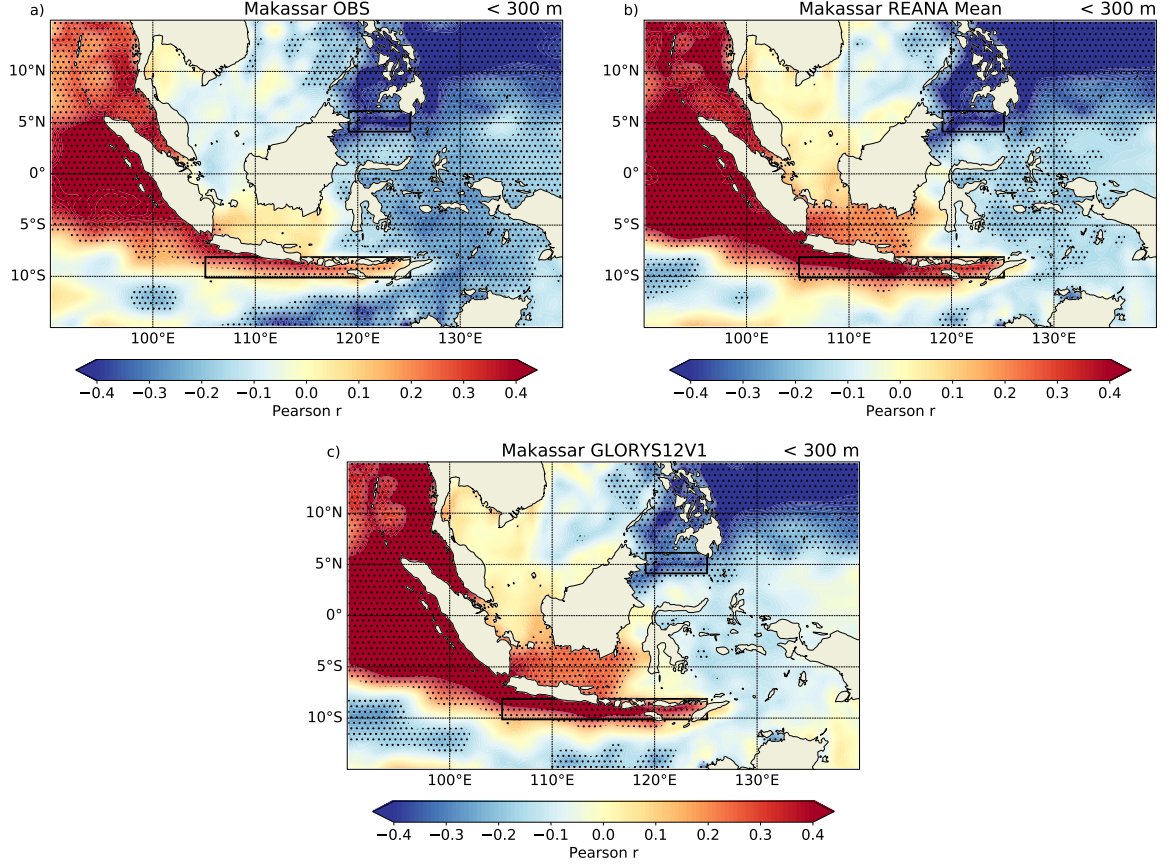 a) Makassar OBS < 300 m
10°N
5°N
0°
5°S
10°S
100°E 110°E 120°E 130°E
−0.4 −0.3 −0.2 −0.1 0.0 0.1 0.2 0.3 0.4
Pearson r
b) Makassar REANA Mean < 300 m
10°N
5°N
0°
5°S
10°S
100°E 110°E 120°E 130°E
−0.4 −0.3 −0.2 −0.1 0.0 0.1 0.2 0.3 0.4
Pearson r
c) Makassar GLORYS12V1 < 300 m
10°N
5°N
0°
5°S
10°S
100°E 110°E 120°E 130°E
−0.4 −0.3 −0.2 −0.1 0.0 0.1 0.2 0.3 0.4
Pearson r